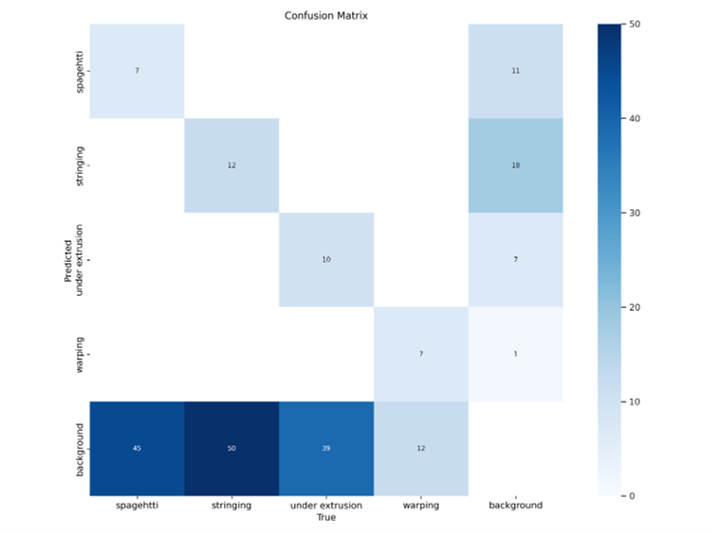 Confusion Matrix
spagehtti
7
11
50
40
stringing
12
18
30
Predicted
under extrusion
10
7
20
warping
7
1
10
background
45
50
39
12
0
spagehtti
stringing
under extrusion
warping
background
True